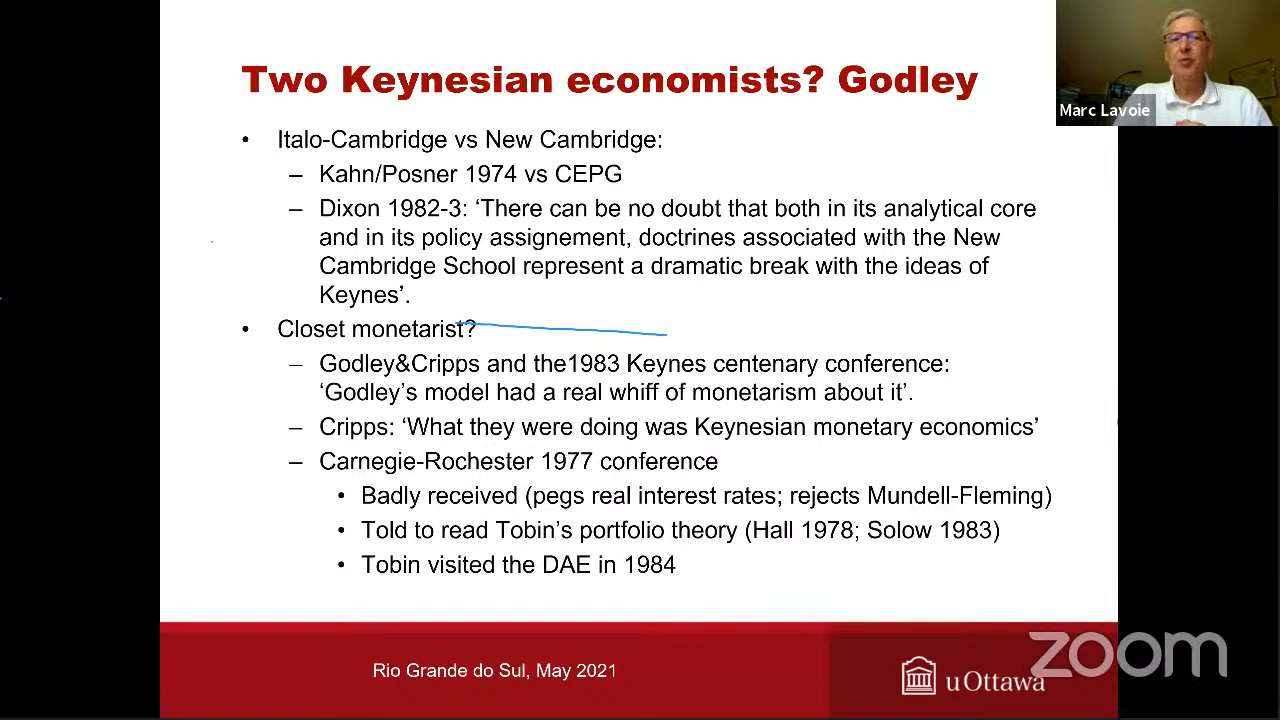 Two Keynesian economists? Godley
Marc Lavoie
• Italo-Cambridge vs New Cambridge:
– Kahn/Posner 1974 vs CEPG
– Dixon 1982-3: ‘There can be no doubt that both in its analytical core
and in its policy assignement, doctrines associated with the New
Cambridge School represent a dramatic break with the ideas of
Keynes’.
• Closet monetarist?
– Godley&Cripps and the1983 Keynes centenary conference:
‘Godley’s model had a real whiff of monetarism about it’.
– Cripps: ‘What they were doing was Keynesian monetary economics’
– Carnegie-Rochester 1977 conference
• Badly received (pegs real interest rates; rejects Mundell-Fleming)
• Told to read Tobin’s portfolio theory (Hall 1978; Solow 1983)
• Tobin visited the DAE in 1984
Rio Grande do Sul, May 2021
uOttawa
zoom